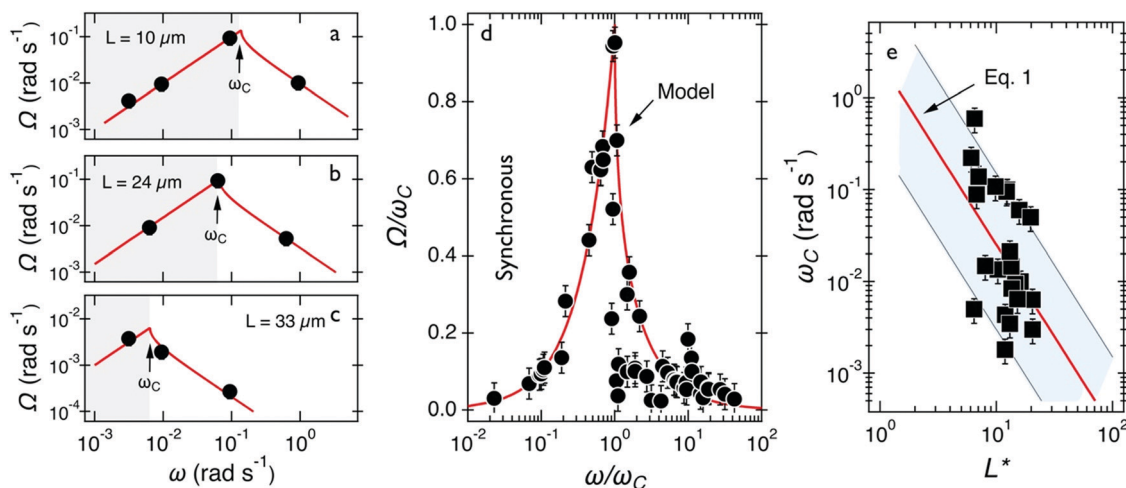 a
L = 10 µm
Ω (rad s⁻¹)
10⁻¹
10⁻²
10⁻³
ω_C
b
L = 24 µm
Ω (rad s⁻¹)
10⁻¹
10⁻²
10⁻³
ω_C
c
L = 33 µm
Ω (rad s⁻¹)
10⁻²
10⁻³
10⁻⁴
ω_C
10⁻³ 10⁻² 10⁻¹ 10⁰
ω (rad s⁻¹)
d
Model
Synchronous
Ω/ω_C
1.0
0.8
0.6
0.4
0.2
0.0
10⁻² 10⁻¹ 10⁰ 10¹ 10²
ω/ω_C
e
Eq. 1
ω_C (rad s⁻¹)
10⁰
10⁻¹
10⁻²
10⁻³
10⁰ 10¹ 10²
L*